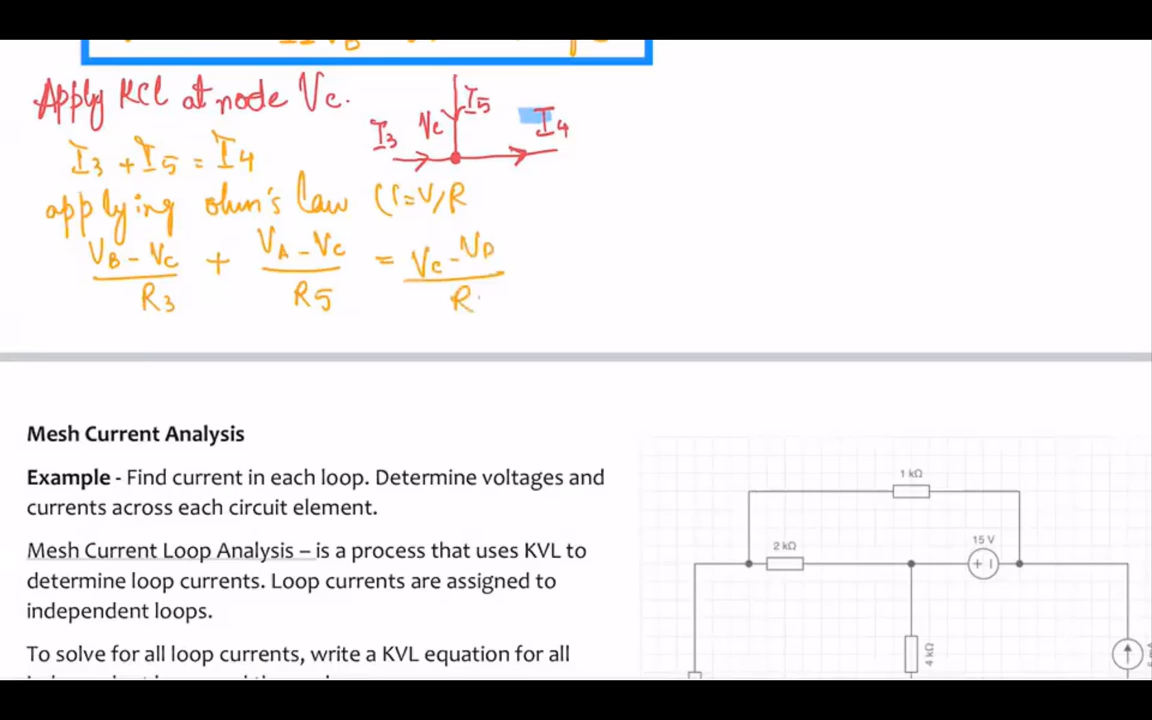 Apply KCL at node Vc.
I3 Vc I5 I4
I3 + I5 = I4
applying ohm's law (I=V/R
VB - Vc / R3 + VA - Vc / R5 = Vc - VD / R
Mesh Current Analysis
Example - Find current in each loop. Determine voltages and
currents across each circuit element.
Mesh Current Loop Analysis – is a process that uses KVL to
determine loop currents. Loop currents are assigned to
independent loops.
To solve for all loop currents, write a KVL equation for all
1 kΩ
2 kΩ
15 V
+ I
4 kΩ